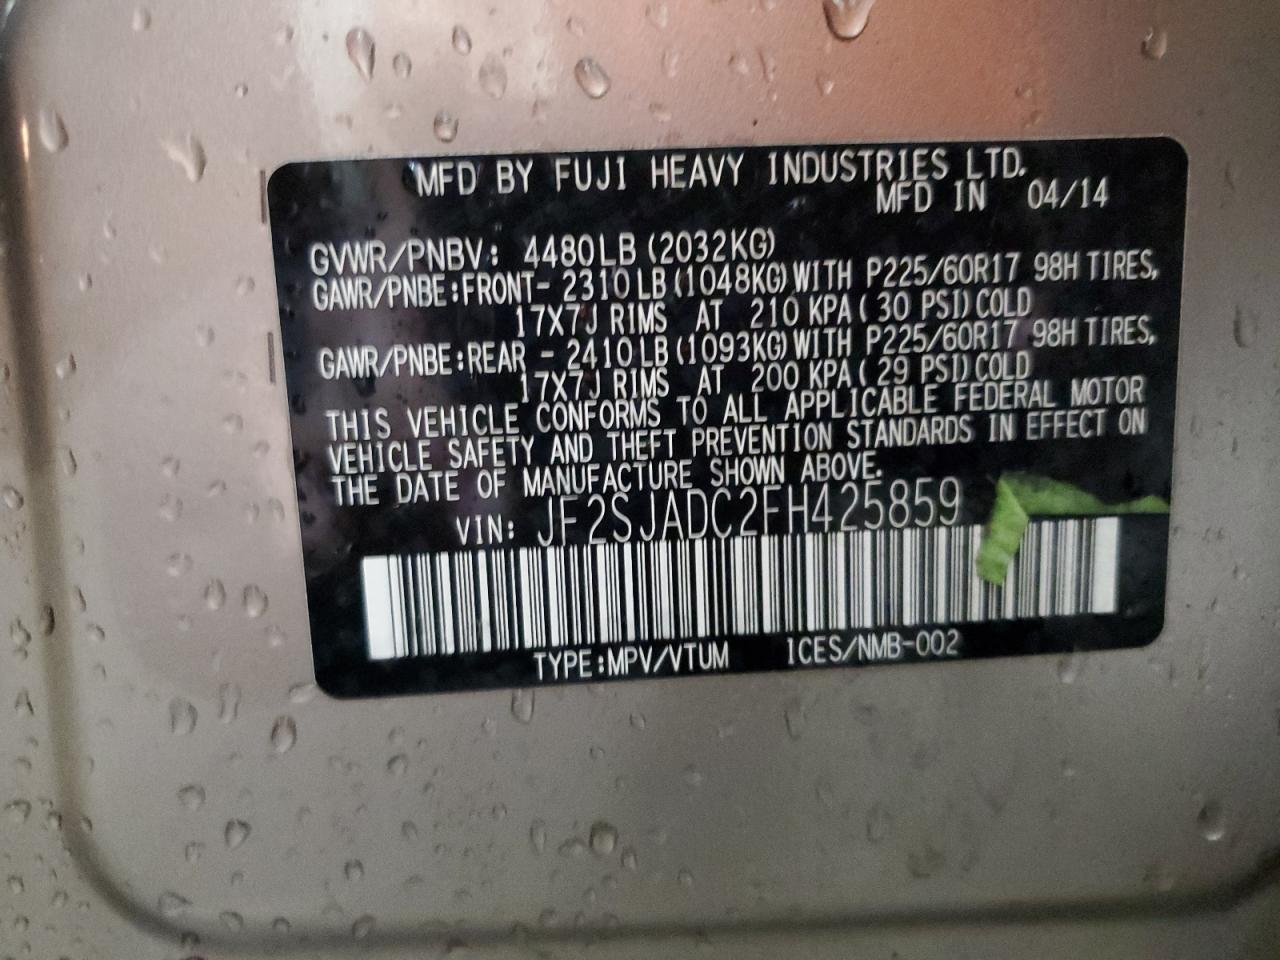 MFD BY FUJI HEAVY INDUSTRIES LTD.
MFD IN 04/14
GVWR/PNBV: 4480LB (2032KG)
GAWR/PNBE:FRONT- 2310LB (1048KG) WITH P225/60R17 98H TIRES,
17X7J RIMS AT 210 KPA( 30 PSI) COLD
GAWR/PNBE:REAR - 2410LB (1093KG) WITH P225/60R17 98H TIRES,
17X7J RIMS AT 200 KPA( 29 PSI) COLD
THIS VEHICLE CONFORMS TO ALL APPLICABLE FEDERAL MOTOR
VEHICLE SAFETY AND THEFT PREVENTION STANDARDS IN EFFECT ON
THE DATE OF MANUFACTURE SHOWN ABOVE.
VIN: JF2SJADC2FH425859
TYPE:MPV/VTUM ICES/NMB-002